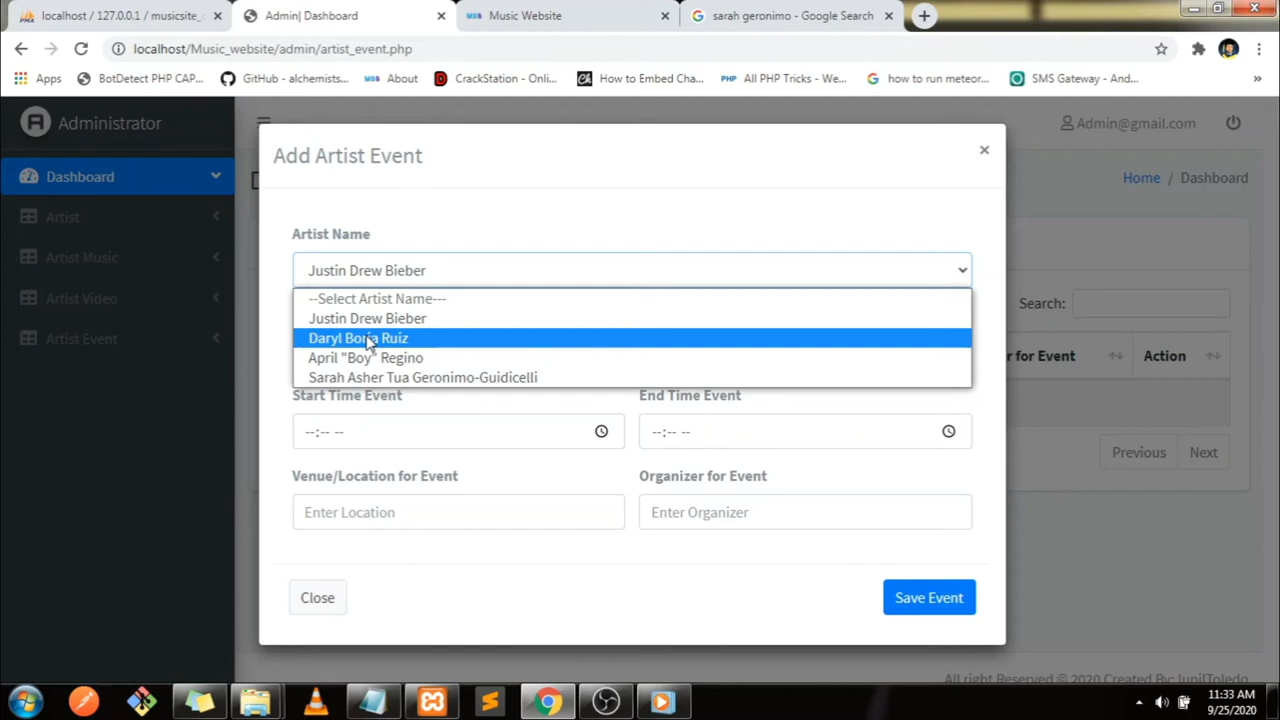 localhost / 127.0.0.1 / musicsite_
Admin| Dashboard
Music Website
sarah geronimo - Google Search
localhost/Music_website/admin/artist_event.php
Apps
BotDetect PHP CAP...
GitHub - alchemists...
About
CrackStation - Onli...
How to Embed Cha...
All PHP Tricks - We...
how to run meteor...
SMS Gateway - And...
»
Administrator
Admin@gmail.com
Add Artist Event
×
Dashboard
Home / Dashboard
Artist
Artist Music
Artist Video
Artist Event
Artist Name
Justin Drew Bieber
--Select Artist Name---
Justin Drew Bieber
Daryl Borja Ruiz
April "Boy" Regino
Sarah Asher Tua Geronimo-Guidicelli
Search:
r for Event
Action
Start Time Event
End Time Event
--:-- --
--:-- --
Previous
Next
Venue/Location for Event
Organizer for Event
Enter Location
Enter Organizer
Close
Save Event
All rights reserved © 2020 Created By: JunilToledo
11:33 AM
9/25/2020